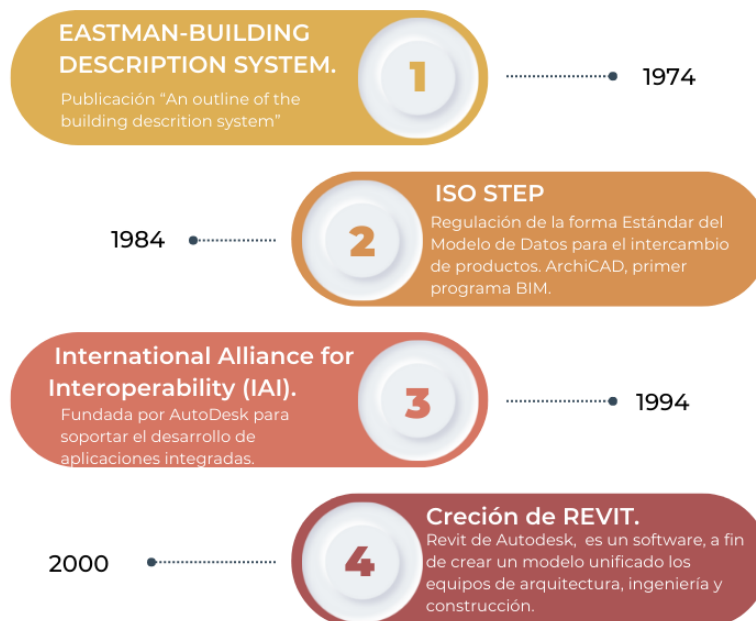 EASTMAN-BUILDING
DESCRIPTION SYSTEM.
Publicación “An outline of the
building descrition system”
1
1974
ISO STEP
Regulación de la forma Estándar del
Modelo de Datos para el intercambio
de productos. ArchiCAD, primer
programa BIM.
2
1984
International Alliance for
Interoperability (IAI).
Fundada por AutoDesk para
soportar el desarrollo de
aplicaciones integradas.
3
1994
Creción de REVIT.
Revit de Autodesk, es un software, a fin
de crear un modelo unificado los
equipos de arquitectura, ingeniería y
construcción.
4
2000